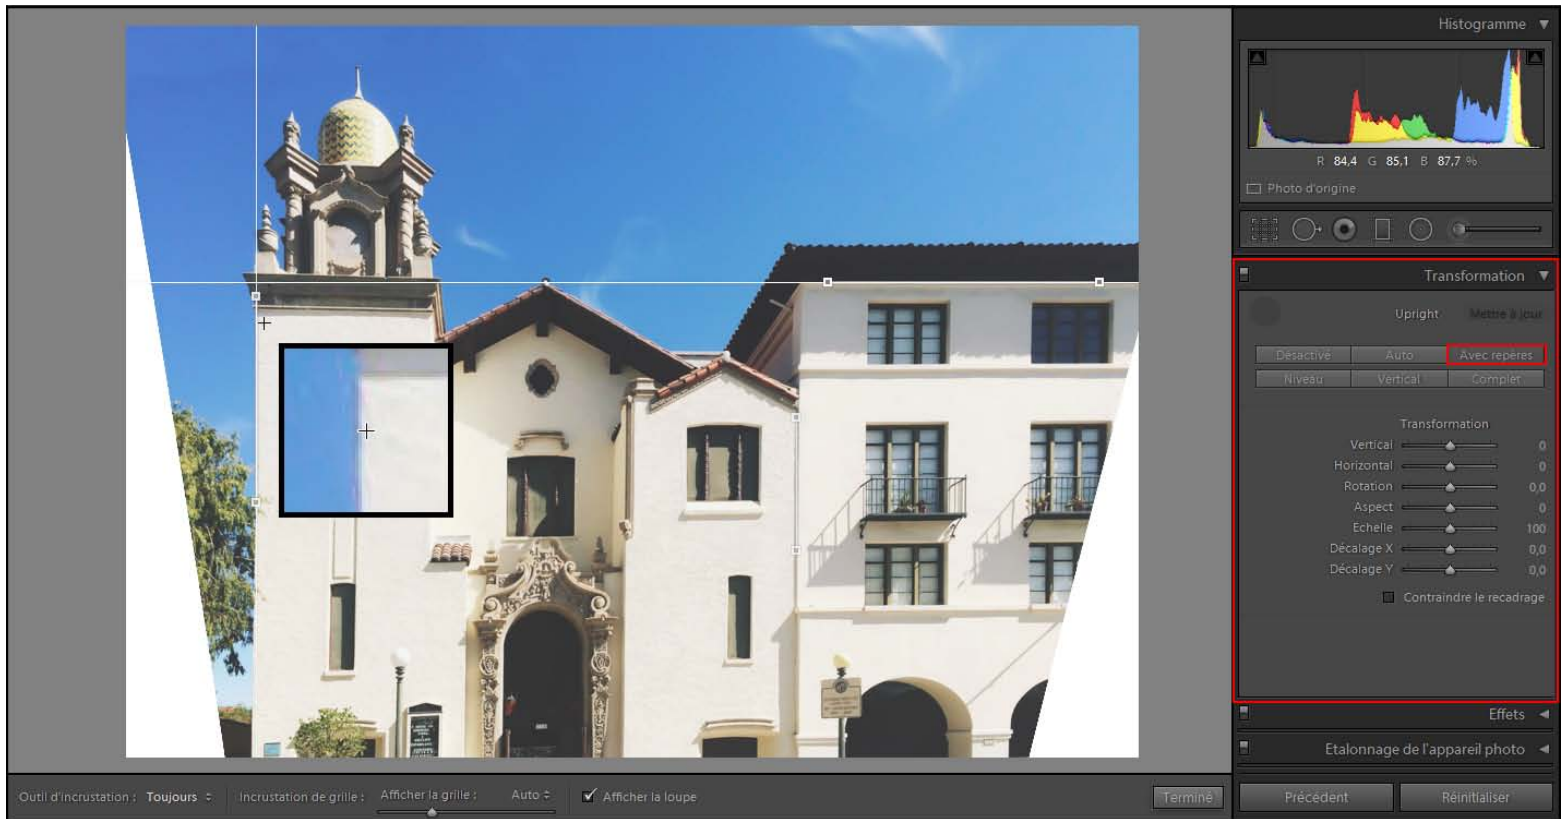 Histogramme
R 84,4 G 85,1 B 87,7 %
Photo d'origine
Transformation
Upright Mettre à jour
Désactivé Auto Avec repères
Niveau Vertical Complet
Transformation
Vertical 0
Horizontal 0
Rotation 0,0
Aspect 0
Echelle 100
Décalage X 0,0
Décalage Y 0,0
Contraindre le recadrage
Effets
Etalonnage de l'appareil photo
Outil d'incrustation : Toujours Incrustation de grille : Afficher la grille : Auto Afficher la loupe Terminé
Précédent Réinitialiser